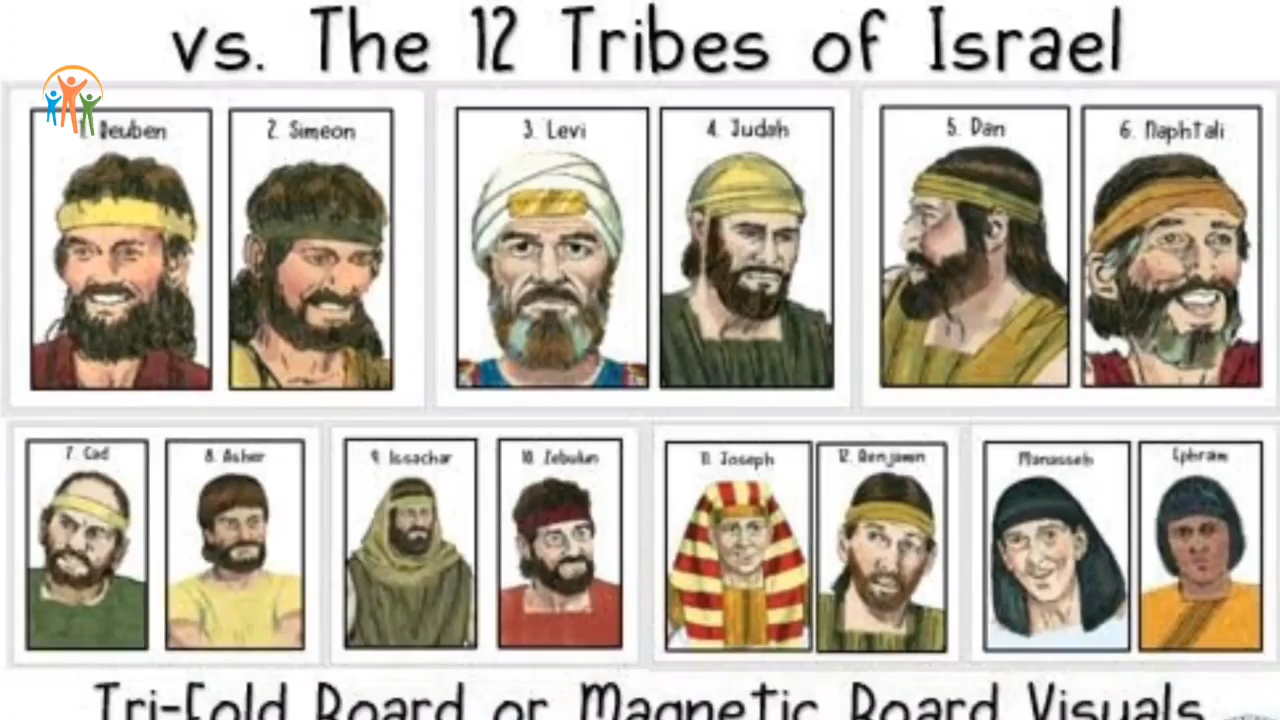 vs. The 12 Tribes of Israel
1. Reuben
2. Simeon
3. Levi
4. Judah
5. Dan
6. Naphtali
7. Gad
8. Asher
9. Issachar
10. Zebulun
11. Joseph
12. Benjamin
Manasseh
Ephraim
Tri-Fold Board or Magnetic Board Visuals